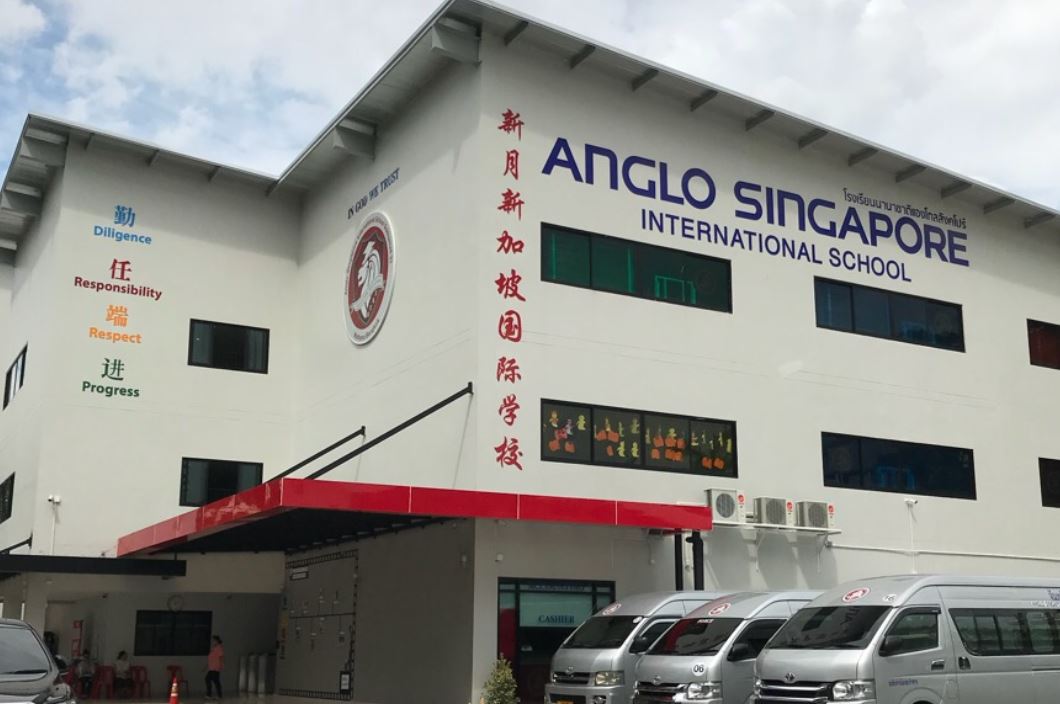 勤
Diligence
任
Responsibility
端
Respect
进
Progress
IN GOD WE TRUST
新月新加坡国际学校
ANGLO SINGAPORE
โรงเรียนนานาชาติแองโกลสิงคโปร์
INTERNATIONAL SCHOOL
CASHIER
06